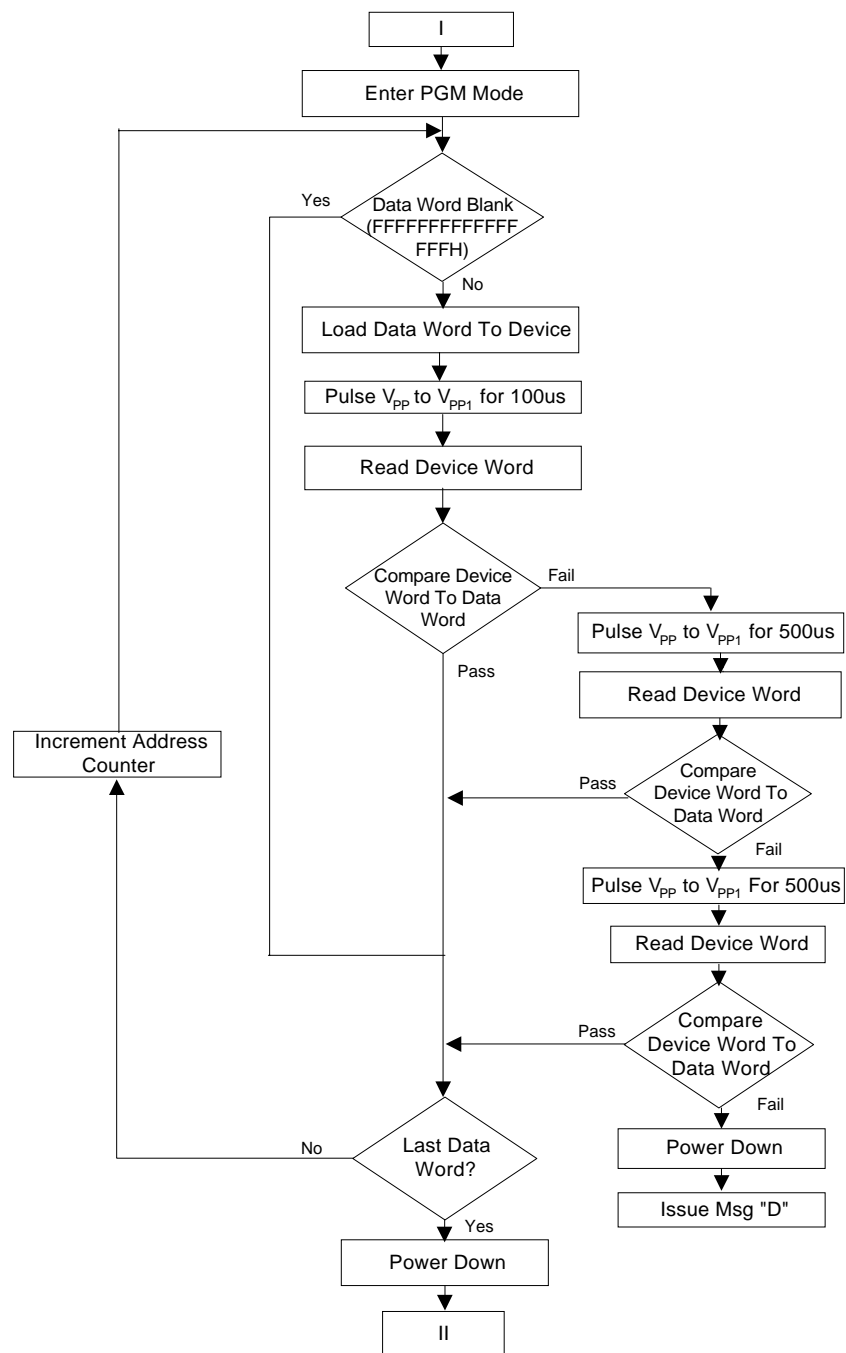 I
Enter PGM Mode
Yes
Data Word Blank
(FFFFFFFFFFFFF
FFFH)
No
Load Data Word To Device
Pulse VPP to VPP1 for 100us
Read Device Word
Compare Device
Word To Data
Word
Fail
Pass
Pulse VPP to VPP1 for 500us
Read Device Word
Increment Address
Counter
Compare
Device Word To
Data Word
Pass
Fail
Pulse VPP to VPP1 For 500us
Read Device Word
Compare
Device Word To
Data Word
Pass
Fail
No
Last Data
Word?
Power Down
Issue Msg "D"
Yes
Power Down
II